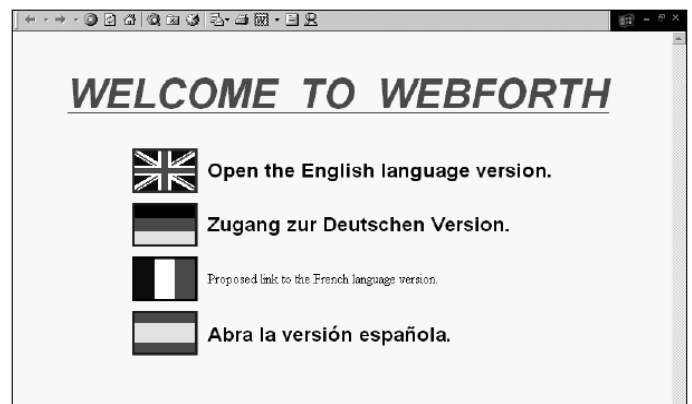 WELCOME TO WEBFORTH
Open the English language version.
Zugang zur Deutschen Version.
Proposed link to the French language version.
Abra la versión española.